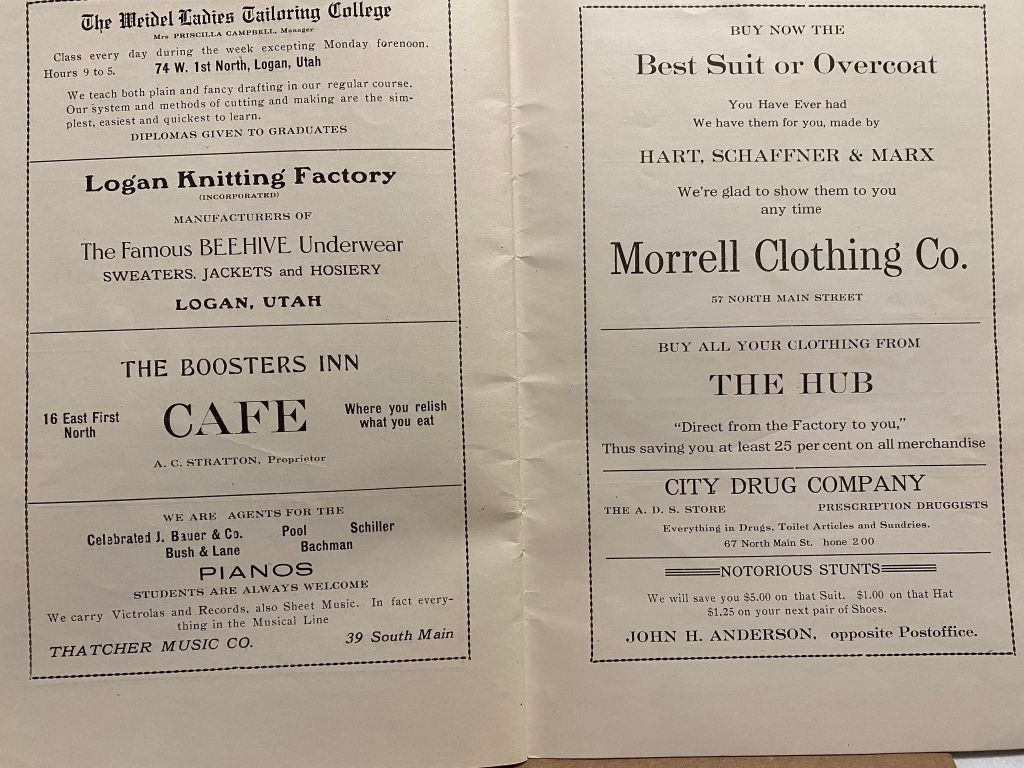 The Weidel Ladies Tailoring College
Mrs PRISCILLA CAMPBELL, Manager
Class every day during the week excepting Monday forenoon.
Hours 9 to 5. 74 W. 1st North, Logan, Utah
We teach both plain and fancy drafting in our regular course.
Our system and methods of cutting and making are the sim-
plest, easiest and quickest to learn.
DIPLOMAS GIVEN TO GRADUATES
Logan Knitting Factory
(INCORPORATED)
MANUFACTURERS OF
The Famous BEEHIVE Underwear
SWEATERS. JACKETS and HOSIERY
LOGAN, UTAH
THE BOOSTERS INN
16 East First
North
CAFE
Where you relish
what you eat
A. C. STRATTON, Proprietor
WE ARE AGENTS FOR THE
Celebrated J. Bauer & Co. Pool Schiller
Bush & Lane Bachman
PIANOS
STUDENTS ARE ALWAYS WELCOME
We carry Victrolas and Records, also Sheet Music. In fact every-
thing in the Musical Line
THATCHER MUSIC CO. 39 South Main
BUY NOW THE
Best Suit or Overcoat
You Have Ever had
We have them for you, made by
HART, SCHAFFNER & MARX
We're glad to show them to you
any time
Morrell Clothing Co.
57 NORTH MAIN STREET
BUY ALL YOUR CLOTHING FROM
THE HUB
"Direct from the Factory to you,"
Thus saving you at least 25 per cent on all merchandise
CITY DRUG COMPANY
THE A. D. S. STORE PRESCRIPTION DRUGGISTS
Everything in Drugs, Toilet Articles and Sundries.
67 North Main St. hone 200
NOTORIOUS STUNTS
We will save you $5.00 on that Suit. $1.00 on that Hat
$1.25 on your next pair of Shoes.
JOHN H. ANDERSON, opposite Postoffice.